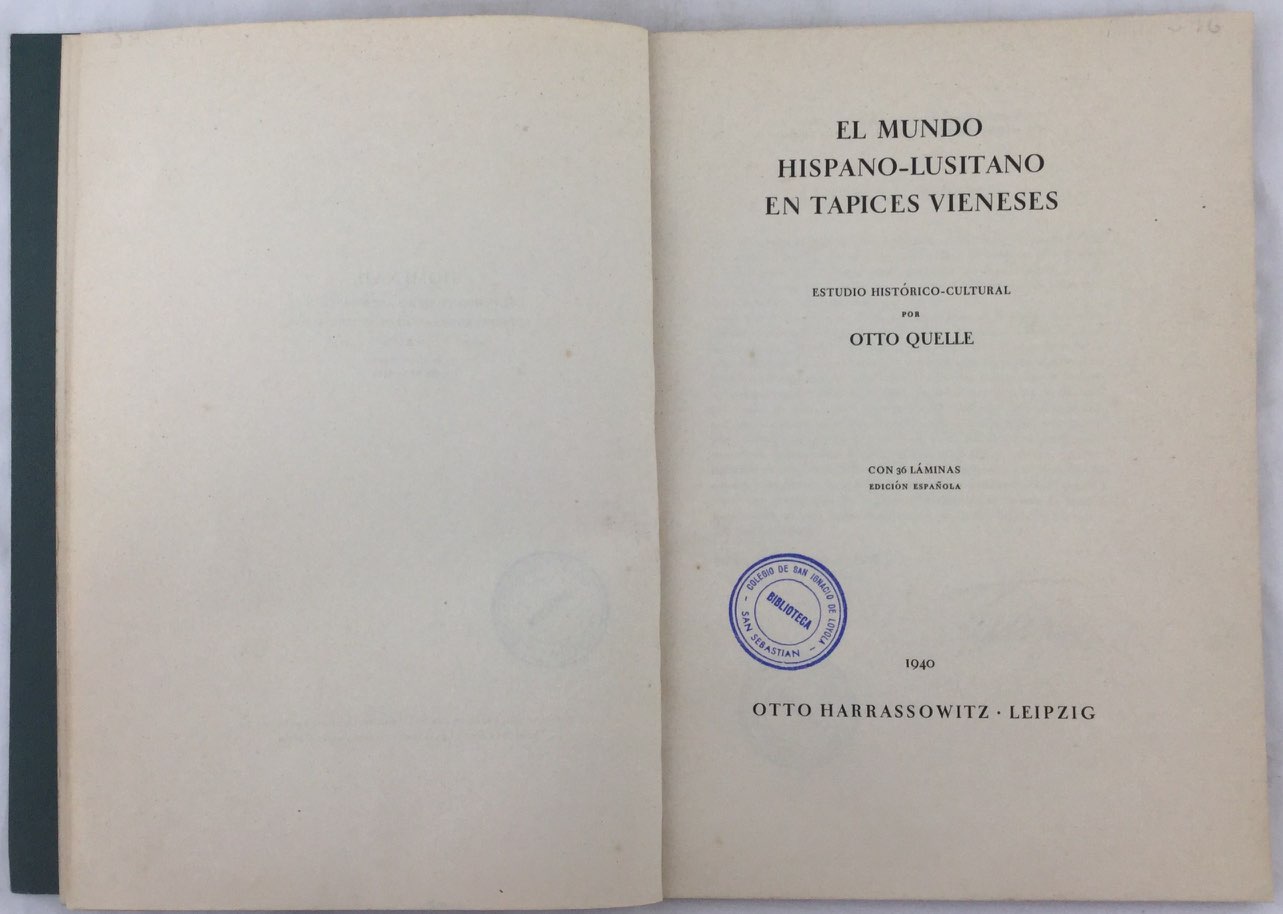 EL MUNDO
HISPANO-LUSITANO
EN TAPICES VIENESES
ESTUDIO HISTÓRICO-CULTURAL
POR
OTTO QUELLE
CON 36 LÁMINAS
EDICIÓN ESPAÑOLA
COLEGIO DE SAN IGNACIO DE LOYOLA
BIBLIOTECA
– SAN SEBASTIAN –
1940
OTTO HARRASSOWITZ · LEIPZIG